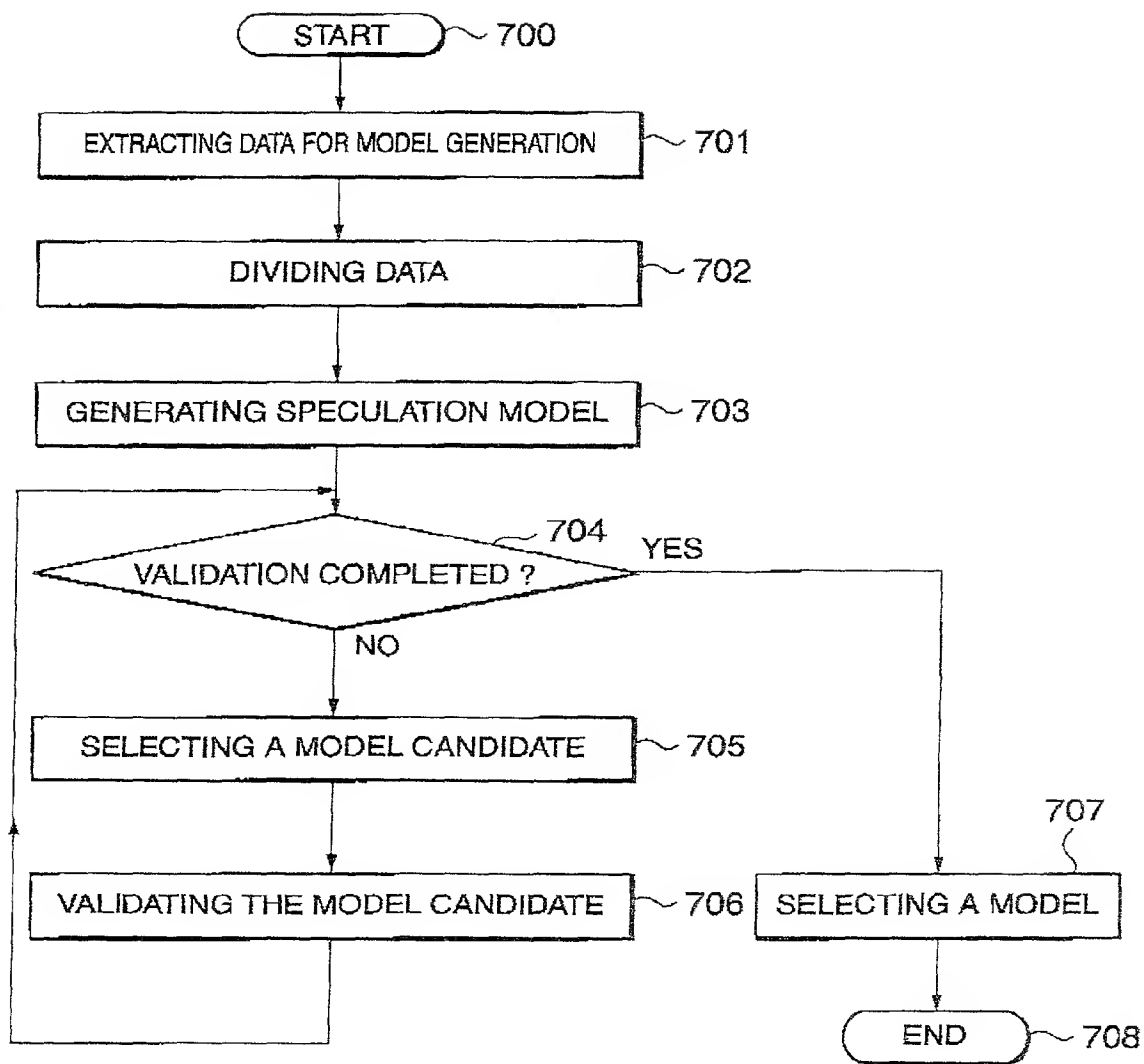 START 700
EXTRACTING DATA FOR MODEL GENERATION 701
DIVIDING DATA 702
GENERATING SPECULATION MODEL 703
704
VALIDATION COMPLETED ?
YES
NO
SELECTING A MODEL CANDIDATE 705
VALIDATING THE MODEL CANDIDATE 706
707
SELECTING A MODEL
END 708